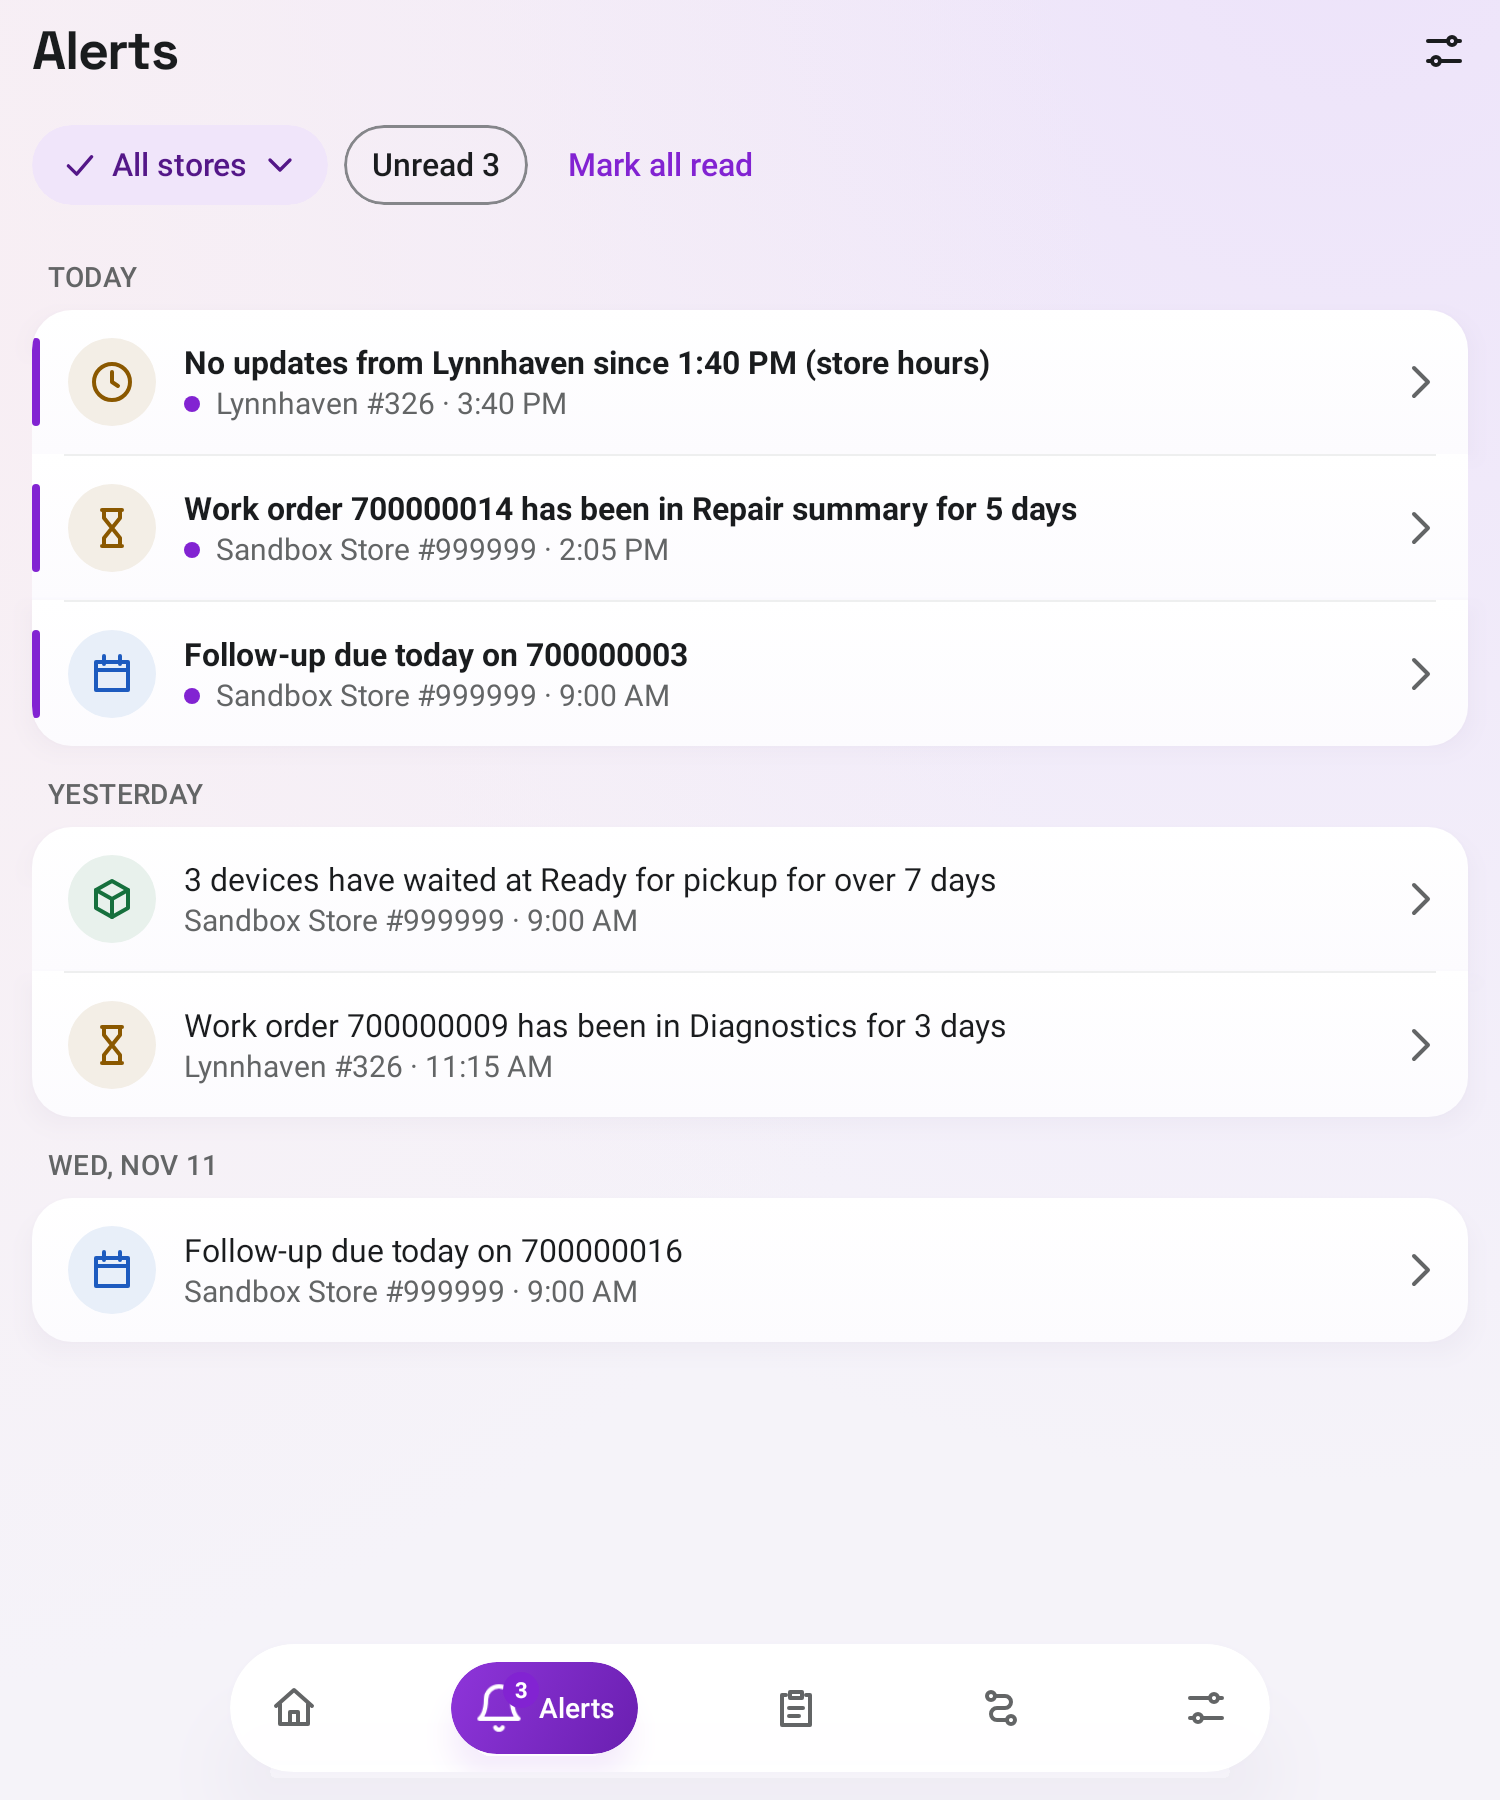 Alerts
All stores
Unread 3
Mark all read
TODAY
No updates from Lynnhaven since 1:40 PM (store hours)
Lynnhaven #326 · 3:40 PM
Work order 700000014 has been in Repair summary for 5 days
Sandbox Store #999999 · 2:05 PM
Follow-up due today on 700000003
Sandbox Store #999999 · 9:00 AM
YESTERDAY
3 devices have waited at Ready for pickup for over 7 days
Sandbox Store #999999 · 9:00 AM
Work order 700000009 has been in Diagnostics for 3 days
Lynnhaven #326 · 11:15 AM
WED, NOV 11
Follow-up due today on 700000016
Sandbox Store #999999 · 9:00 AM
3
Alerts